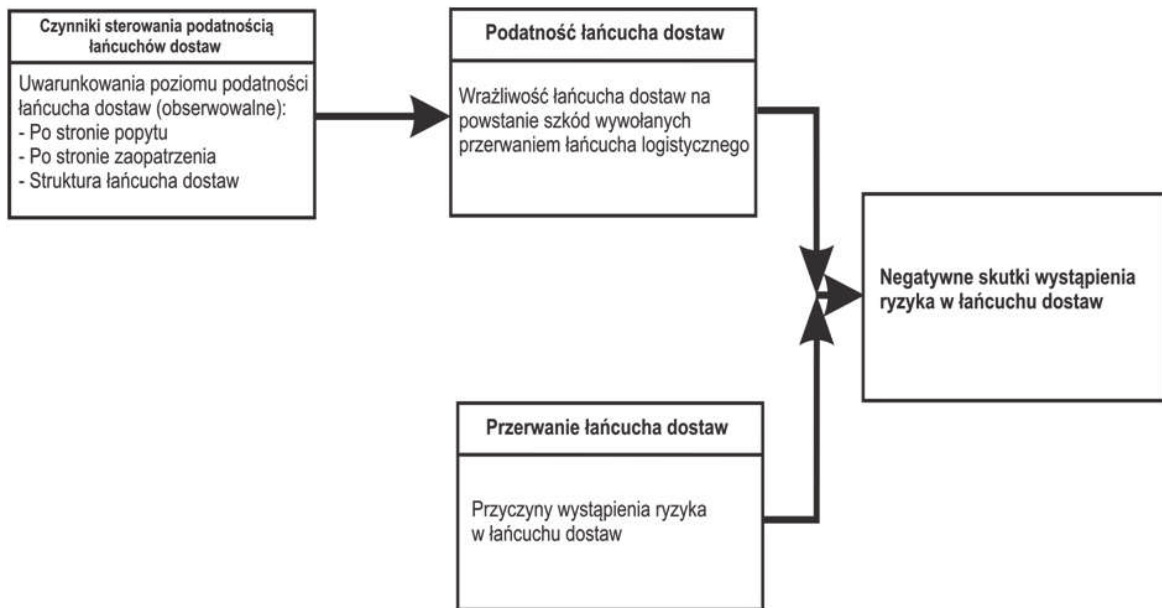 Czynniki sterowania podatnością
łańcuchów dostaw
Uwarunkowania poziomu podatności
łańcucha dostaw (obserwowalne):
- Po stronie popytu
- Po stronie zaopatrzenia
- Struktura łańcucha dostaw
Podatność łańcucha dostaw
Wrażliwość łańcucha dostaw na
powstanie szkód wywołanych
przerwaniem łańcucha logistycznego
Negatywne skutki wystąpienia
ryzyka w łańcuchu dostaw
Przerwanie łańcucha dostaw
Przyczyny wystąpienia ryzyka
w łańcuchu dostaw